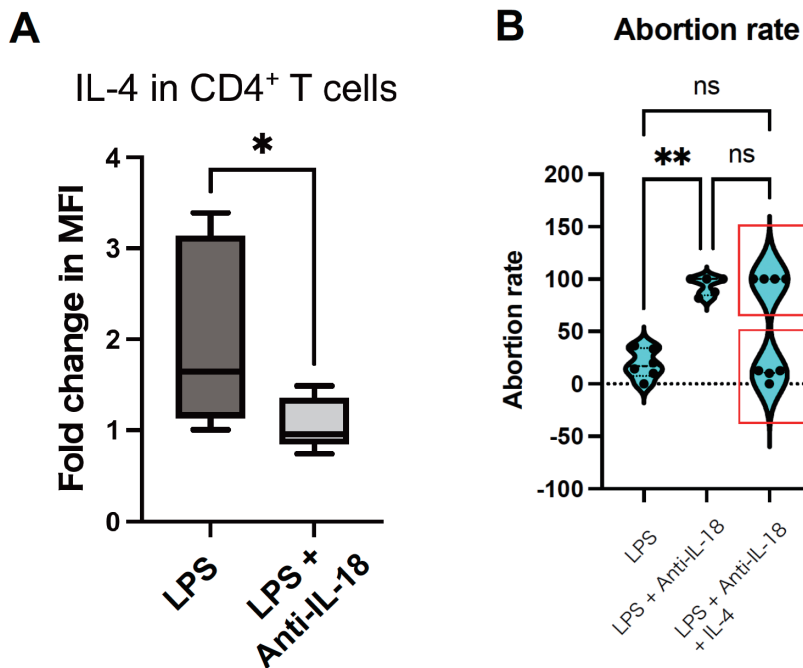 A
IL-4 in CD4⁺ T cells
*
Fold change in MFI
4
3
2
1
0
LPS
LPS +
Anti-IL-18
B
Abortion rate
ns
**
ns
Abortion rate
200
150
100
50
0
-50
-100
LPS
LPS + Anti-IL-18
LPS + Anti-IL-18
+ IL-4